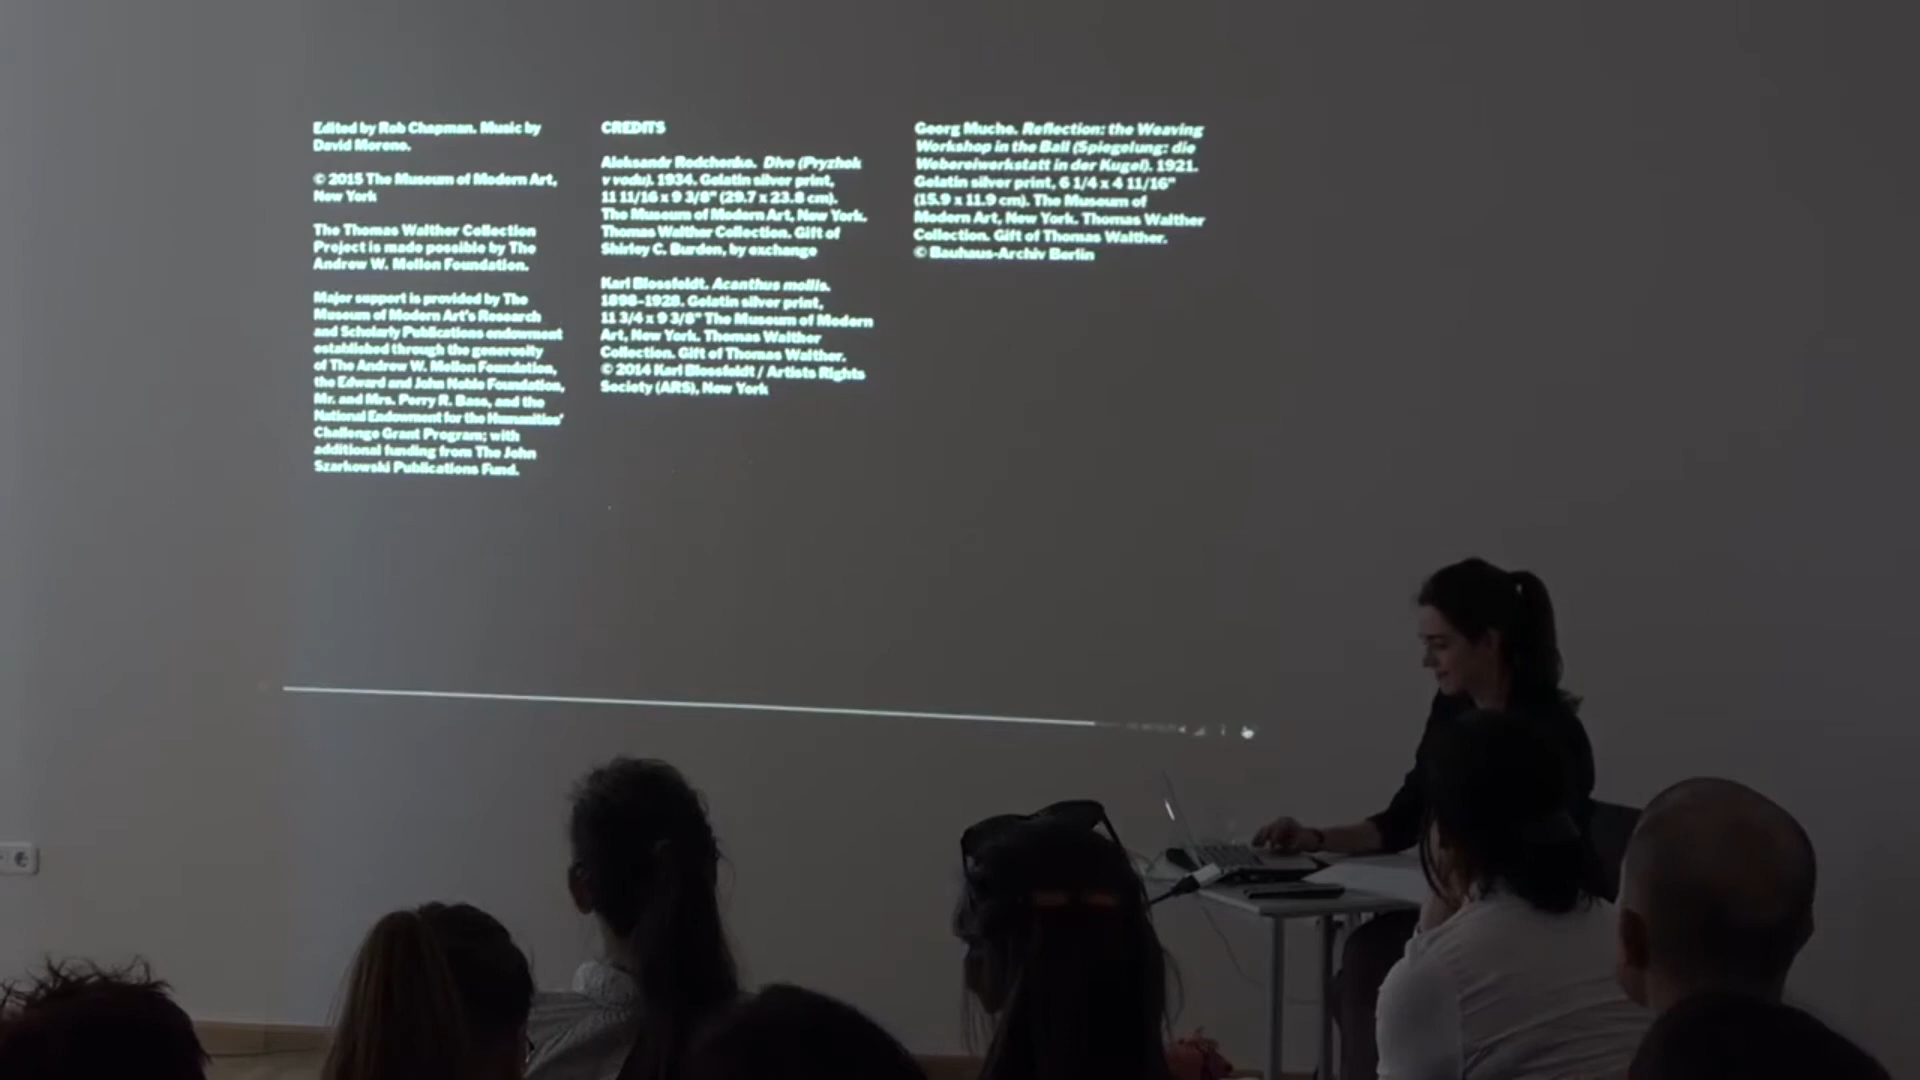 Edited by Rob Chapman. Music by
David Moreno.
© 2015 The Museum of Modern Art,
New York
The Thomas Walther Collection
Project is made possible by The
Andrew W. Mellon Foundation.
Major support is provided by The
Museum of Modern Art's Research
and Scholarly Publications endowment
established through the generosity
of The Andrew W. Mellon Foundation,
the Edward and John Noble Foundation,
Mr. and Mrs. Perry R. Bass, and the
National Endowment for the Humanities'
Challenge Grant Program; with
additional funding from The John
Szarkowski Publications Fund.
CREDITS
Aleksandr Rodchenko. Dive (Pryzhok
v vodu). 1934. Gelatin silver print,
11 11/16 x 9 3/8" (29.7 x 23.8 cm).
The Museum of Modern Art, New York.
Thomas Walther Collection. Gift of
Shirley C. Burden, by exchange
Karl Blossfeldt. Acanthus mollis.
1898–1928. Gelatin silver print,
11 3/4 x 9 3/8" The Museum of Modern
Art, New York. Thomas Walther
Collection. Gift of Thomas Walther.
© 2014 Karl Blossfeldt / Artists Rights
Society (ARS), New York
Georg Muche. Reflection: the Weaving
Workshop in the Ball (Spiegelung: die
Webereiwerkstatt in der Kugel). 1921.
Gelatin silver print, 6 1/4 x 4 11/16"
(15.9 x 11.9 cm). The Museum of
Modern Art, New York. Thomas Walther
Collection. Gift of Thomas Walther.
© Bauhaus-Archiv Berlin